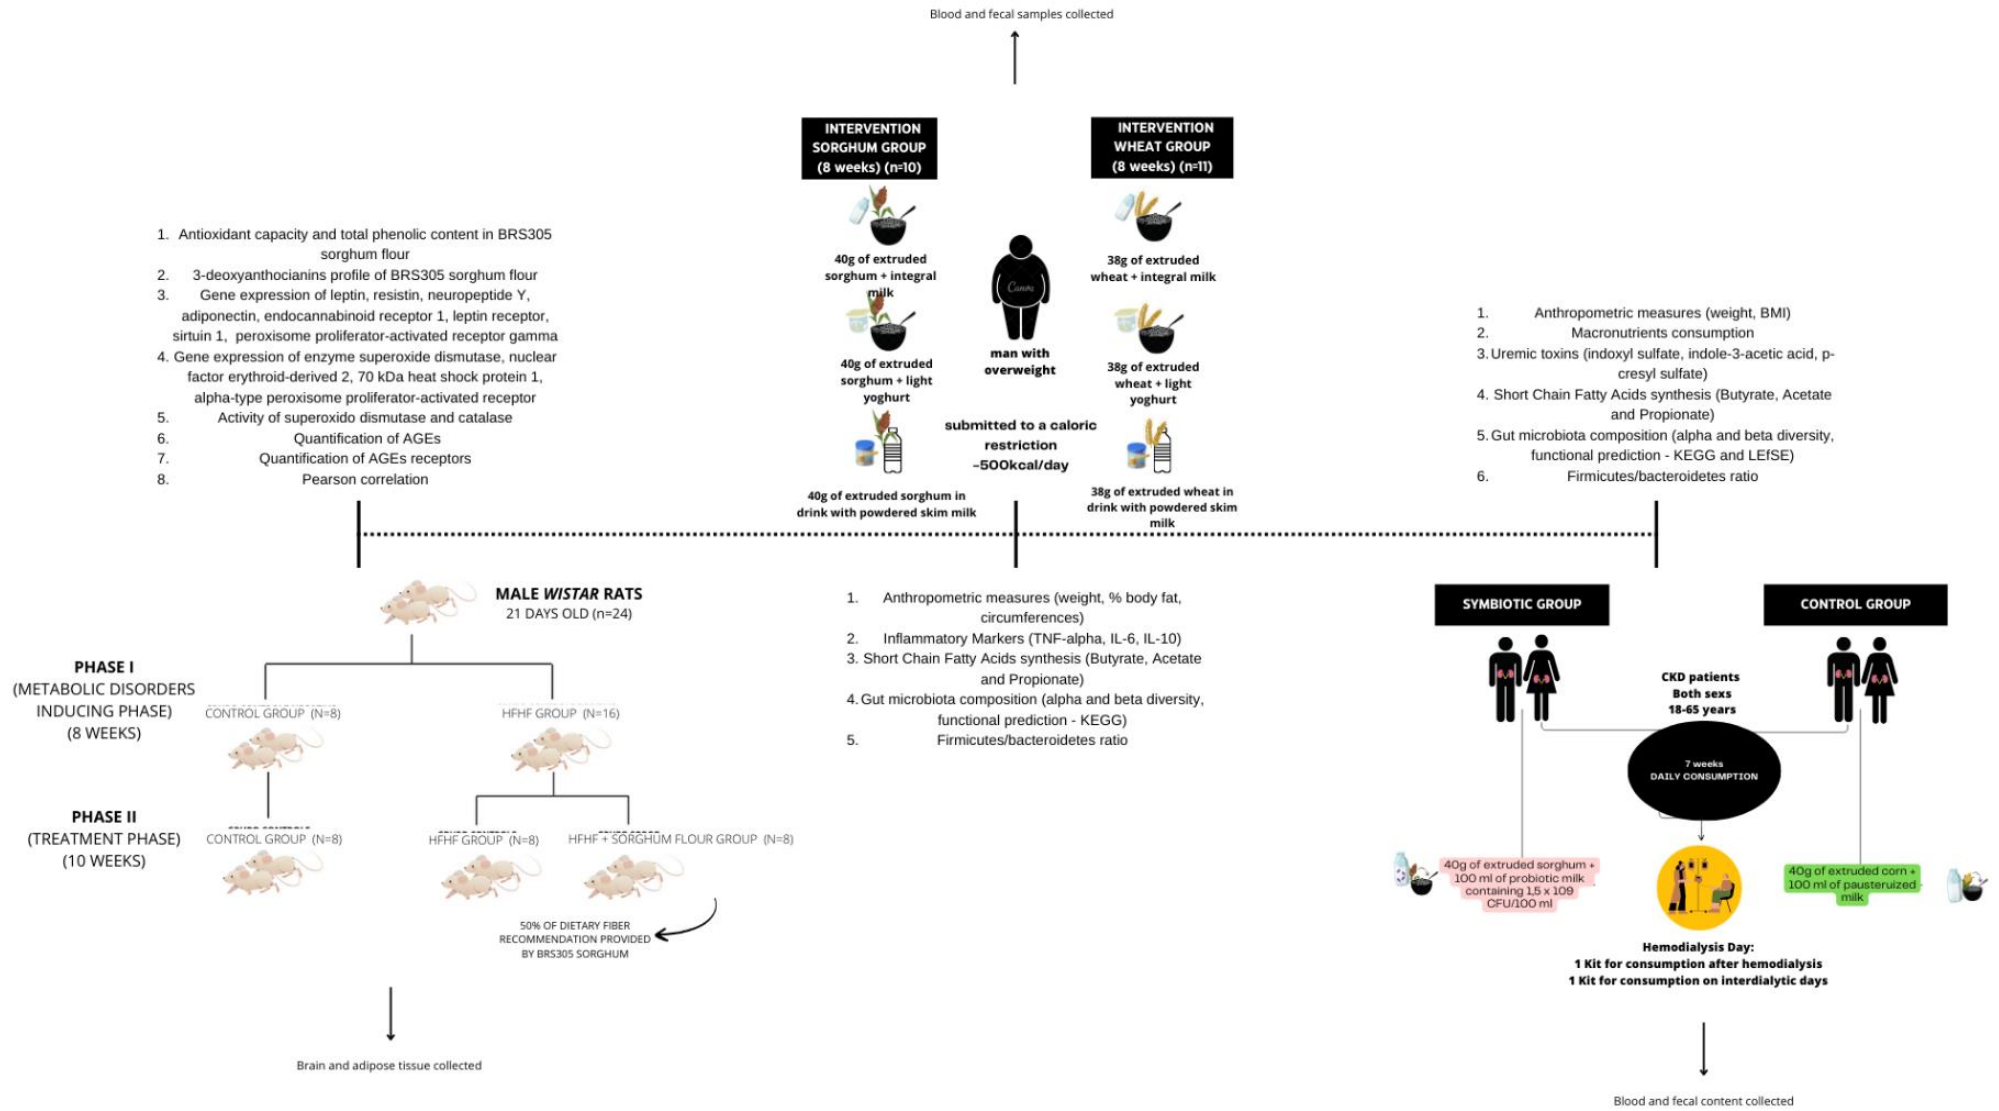 Blood and fecal samples collected
INTERVENTION
SORGHUM GROUP
(8 weeks) (n=10)
INTERVENTION
WHEAT GROUP
(8 weeks) (n=11)
40g of extruded
sorghum + integral
milk
38g of extruded
wheat + integral milk
Canva
man with
overweight
40g of extruded
sorghum + light
yoghurt
38g of extruded
wheat + light
yoghurt
submitted to a caloric
restriction
-500kcal/day
40g of extruded sorghum in
drink with powdered skim milk
38g of extruded wheat in
drink with powdered skim
milk
1. Antioxidant capacity and total phenolic content in BRS305
sorghum flour
2. 3-deoxyanthocianins profile of BRS305 sorghum flour
3. Gene expression of leptin, resistin, neuropeptide Y,
adiponectin, endocannabinoid receptor 1, leptin receptor,
sirtuin 1, peroxisome proliferator-activated receptor gamma
4. Gene expression of enzyme superoxide dismutase, nuclear
factor erythroid-derived 2, 70 kDa heat shock protein 1,
alpha-type peroxisome proliferator-activated receptor
5. Activity of superoxido dismutase and catalase
6. Quantification of AGEs
7. Quantification of AGEs receptors
8. Pearson correlation
1. Anthropometric measures (weight, BMI)
2. Macronutrients consumption
3. Uremic toxins (indoxyl sulfate, indole-3-acetic acid, p-
cresyl sulfate)
4. Short Chain Fatty Acids synthesis (Butyrate, Acetate
and Propionate)
5. Gut microbiota composition (alpha and beta diversity,
functional prediction - KEGG and LEfSE)
6. Firmicutes/bacteroidetes ratio
MALE WISTAR RATS
21 DAYS OLD (n=24)
PHASE I
(METABOLIC DISORDERS
INDUCING PHASE)
(8 WEEKS)
CONTROL GROUP (N=8)
HFHF GROUP (N=16)
PHASE II
(TREATMENT PHASE)
(10 WEEKS)
CONTROL GROUP (N=8)
HFHF GROUP (N=8)
HFHF + SORGHUM FLOUR GROUP (N=8)
50% OF DIETARY FIBER
RECOMMENDATION PROVIDED
BY BRS305 SORGHUM
Brain and adipose tissue collected
1. Anthropometric measures (weight, % body fat,
circumferences)
2. Inflammatory Markers (TNF-alpha, IL-6, IL-10)
3. Short Chain Fatty Acids synthesis (Butyrate, Acetate
and Propionate)
4. Gut microbiota composition (alpha and beta diversity,
functional prediction - KEGG)
5. Firmicutes/bacteroidetes ratio
SYMBIOTIC GROUP
CONTROL GROUP
CKD patients
Both sexs
18-65 years
7 weeks
DAILY CONSUMPTION
40g of extruded sorghum +
100 ml of probiotic milk
containing 1,5 x 109
CFU/100 ml
40g of extruded corn +
100 ml of pausteruized
milk
Hemodialysis Day:
1 Kit for consumption after hemodialysis
1 Kit for consumption on interdialytic days
Blood and fecal content collected